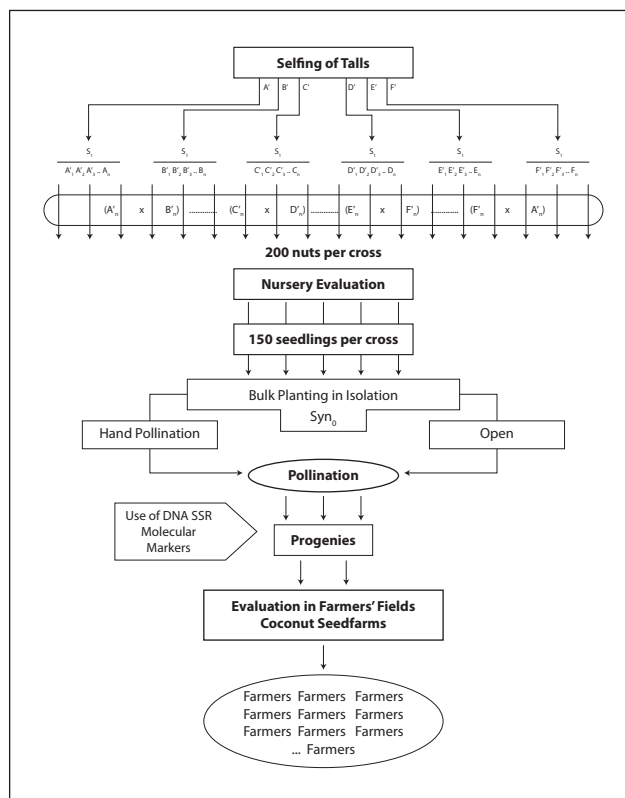 Selfing of Talls
A' B' C' D' E' F'
S₁ S₁ S₁ S₁ S₁ S₁
A'₁ A'₂ A'₃ .. Aₙ B'₁ B'₂ B'₃ .. Bₙ C'₁ C'₂ C'₃ .. Cₙ D'₁ D'₂ D'₃ .. Dₙ E'₁ E'₂ E'₃ .. Eₙ F'₁ F'₂ F'₃ .. Fₙ
(A'ₙ x B'ₙ) ............. (C'ₙ x D'ₙ) ........... (E'ₙ x F'ₙ) ........... (F'ₙ x A'ₙ)
200 nuts per cross
Nursery Evaluation
150 seedlings per cross
Bulk Planting in Isolation
Syn₀
Hand Pollination Open
Pollination
Use of DNA SSR
Molecular
Markers
Progenies
Evaluation in Farmers' Fields
Coconut Seedfarms
Farmers Farmers Farmers
Farmers Farmers Farmers
Farmers Farmers Farmers
... Farmers